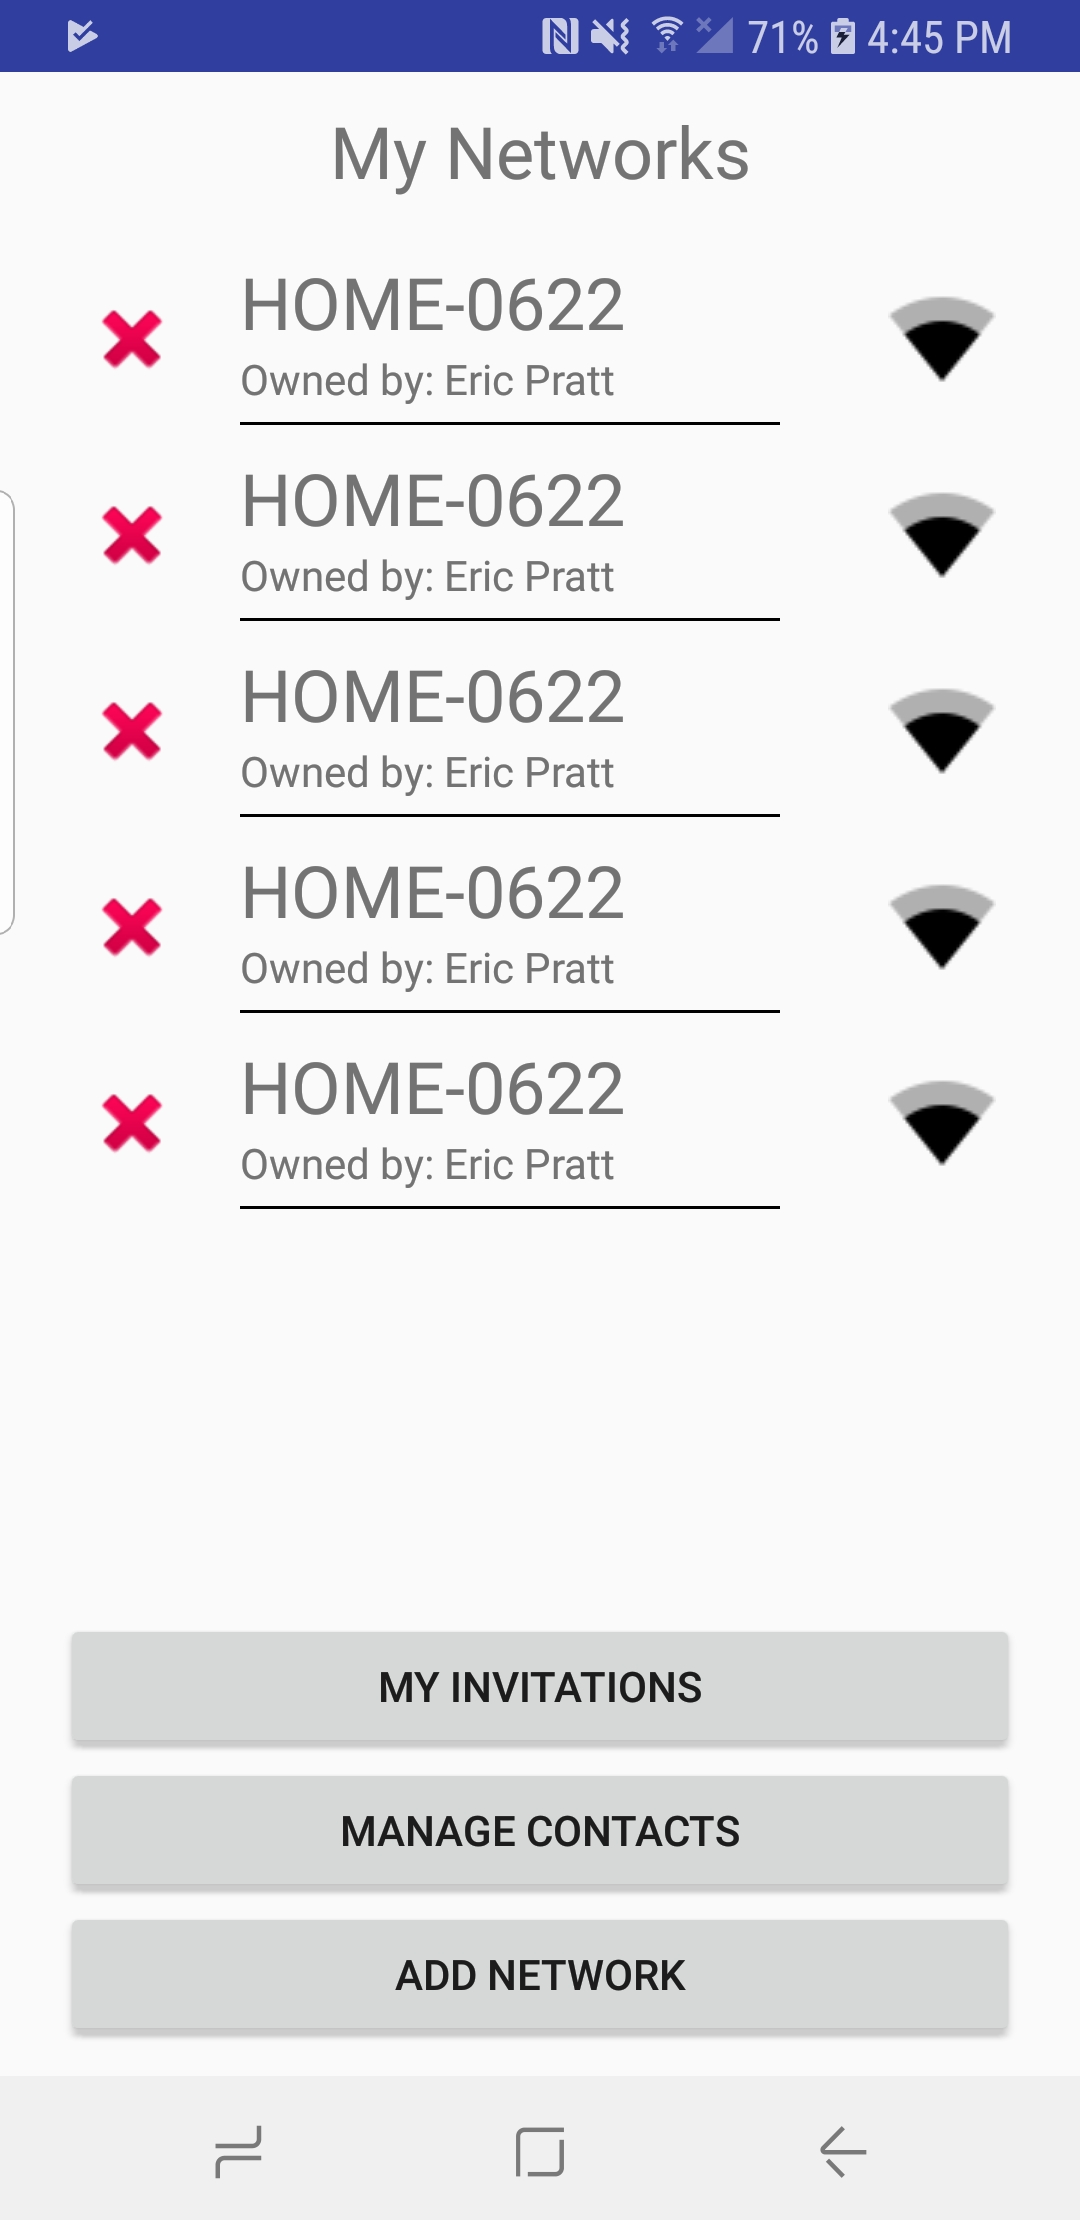 71% 4:45 PM
My Networks
HOME-0622
Owned by: Eric Pratt
HOME-0622
Owned by: Eric Pratt
HOME-0622
Owned by: Eric Pratt
HOME-0622
Owned by: Eric Pratt
HOME-0622
Owned by: Eric Pratt
MY INVITATIONS
MANAGE CONTACTS
ADD NETWORK